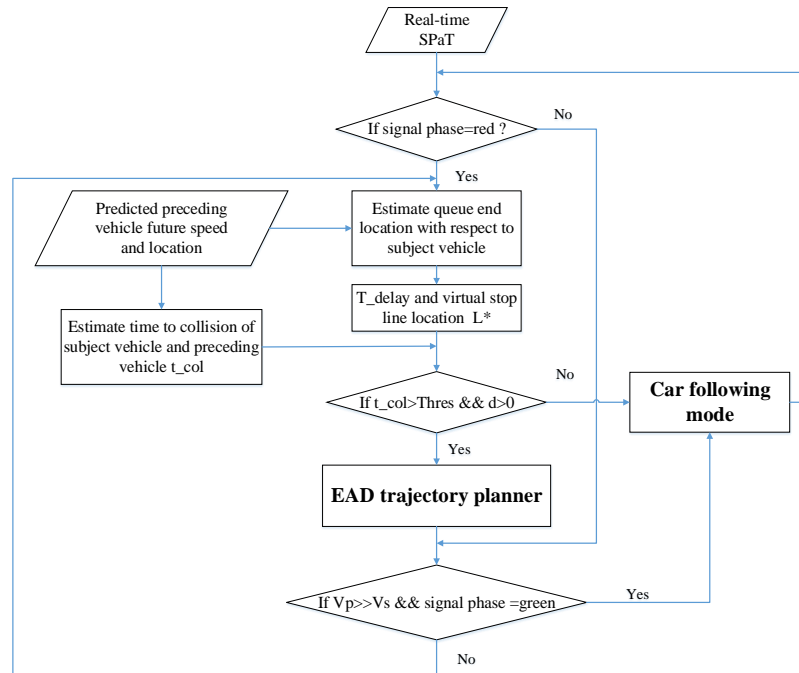 Real-time
SPaT
If signal phase=red ?
No
Yes
Predicted preceding
vehicle future speed
and location
Estimate queue end
location with respect to
subject vehicle
T_delay and virtual stop
line location L*
Estimate time to collision of
subject vehicle and preceding
vehicle t_col
If t_col>Thres && d>0
No
Car following
mode
Yes
EAD trajectory planner
If Vp>>Vs && signal phase =green
Yes
No